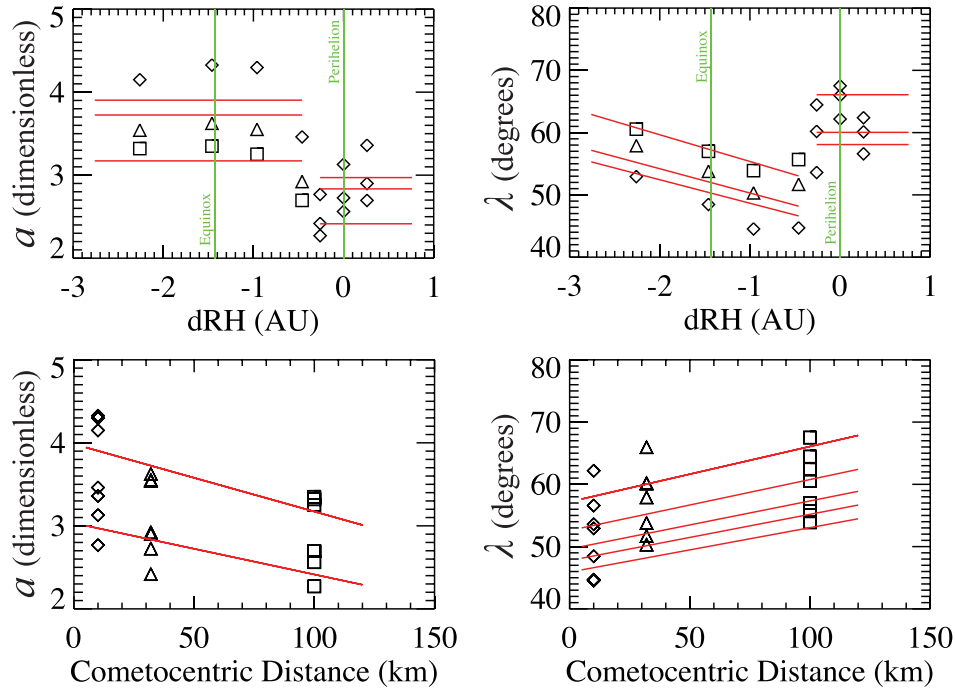 5
4
3
2
a (dimensionless)
Equinox
Perihelion
-3 -2 -1 0 1
dRH (AU)
80
70
60
50
40
λ (degrees)
Equinox
Perihelion
-3 -2 -1 0 1
dRH (AU)
5
4
3
2
a (dimensionless)
0 50 100 150
Cometocentric Distance (km)
80
70
60
50
40
λ (degrees)
0 50 100 150
Cometocentric Distance (km)